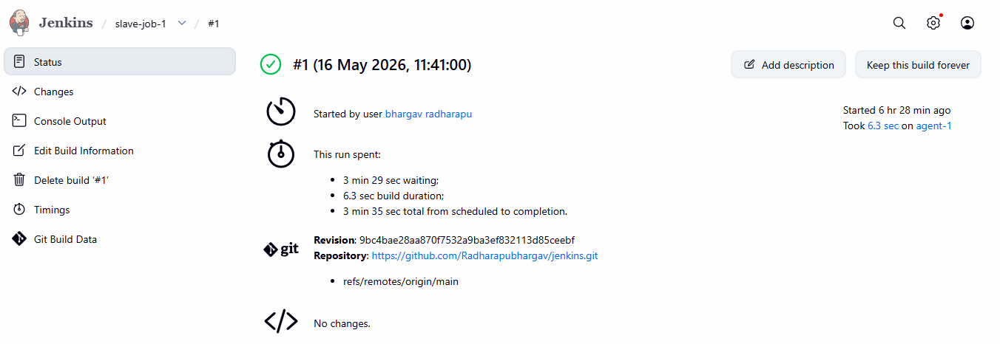 Jenkins / slave-job-1 / #1
Status
Changes
Console Output
Edit Build Information
Delete build ‘#1’
Timings
Git Build Data
#1 (16 May 2026, 11:41:00)
Add description
Keep this build forever
Started by user bhargav radharapu
Started 6 hr 28 min ago
Took 6.3 sec on agent-1
This run spent:
3 min 29 sec waiting;
6.3 sec build duration;
3 min 35 sec total from scheduled to completion.
git
Revision: 9bc4bae28aa870f7532a9ba3ef832113d85ceebf
Repository: https://github.com/Radharapubhargav/jenkins.git
refs/remotes/origin/main
No changes.